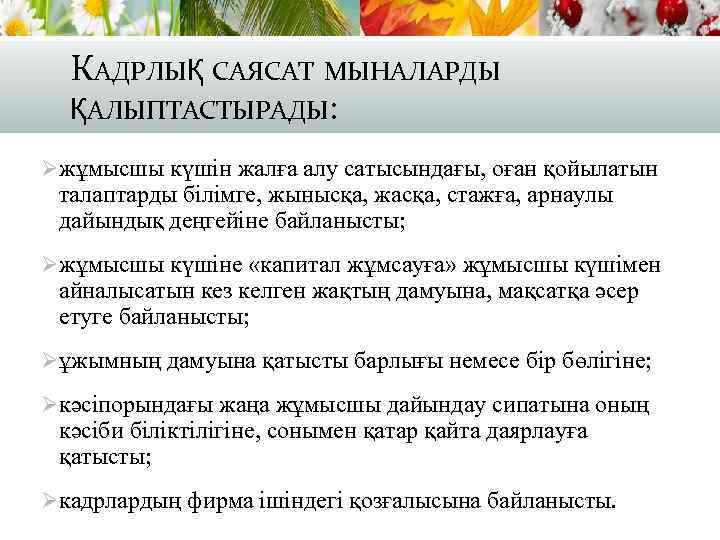 КАДРЛЫҚ САЯСАТ МЫНАЛАРДЫ
ҚАЛЫПТАСТЫРАДЫ:
жұмысшы күшін жалға алу сатысындағы, оған қойылатын
талаптарды білімге, жынысқа, жасқа, стажға, арнаулы
дайындық деңгейіне байланысты;
жұмысшы күшіне «капитал жұмсауға» жұмысшы күшімен
айналысатын кез келген жақтың дамуына, мақсатқа әсер
етуге байланысты;
ұжымның дамуына қатысты барлығы немесе бір бөлігіне;
кәсіпорындағы жаңа жұмысшы дайындау сипатына оның
кәсіби біліктілігіне, сонымен қатар қайта даярлауға
қатысты;
кадрлардың фирма ішіндегі қозғалысына байланысты.